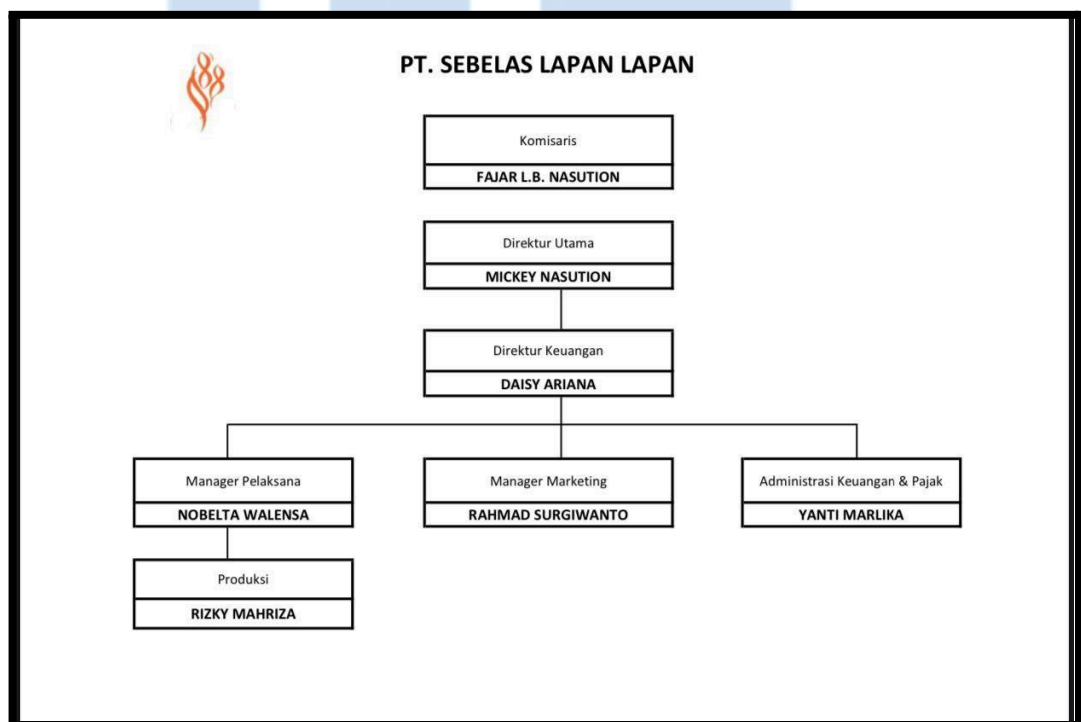 PT. SEBELAS LAPAN LAPAN
Komisaris
FAJAR L.B. NASUTION
Direktur Utama
MICKEY NASUTION
Direktur Keuangan
DAISY ARIANA
Manager Pelaksana
NOBELTA WALENSA
Manager Marketing
RAHMAD SURGIWANTO
Administrasi Keuangan & Pajak
YANTI MARLIKA
Produksi
RIZKY MAHRIZA